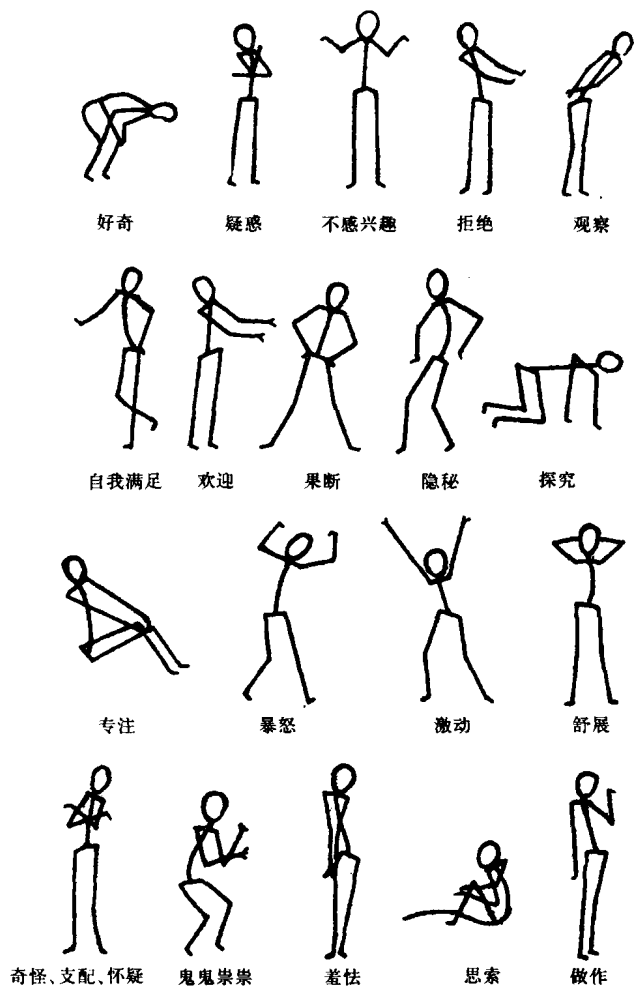 好奇 疑惑 不感兴趣 拒绝 观察
自我满足 欢迎 果断 隐秘 探究
专注 暴怒 激动 舒展
奇怪、支配、怀疑 鬼鬼祟祟 羞怯 思索 做作